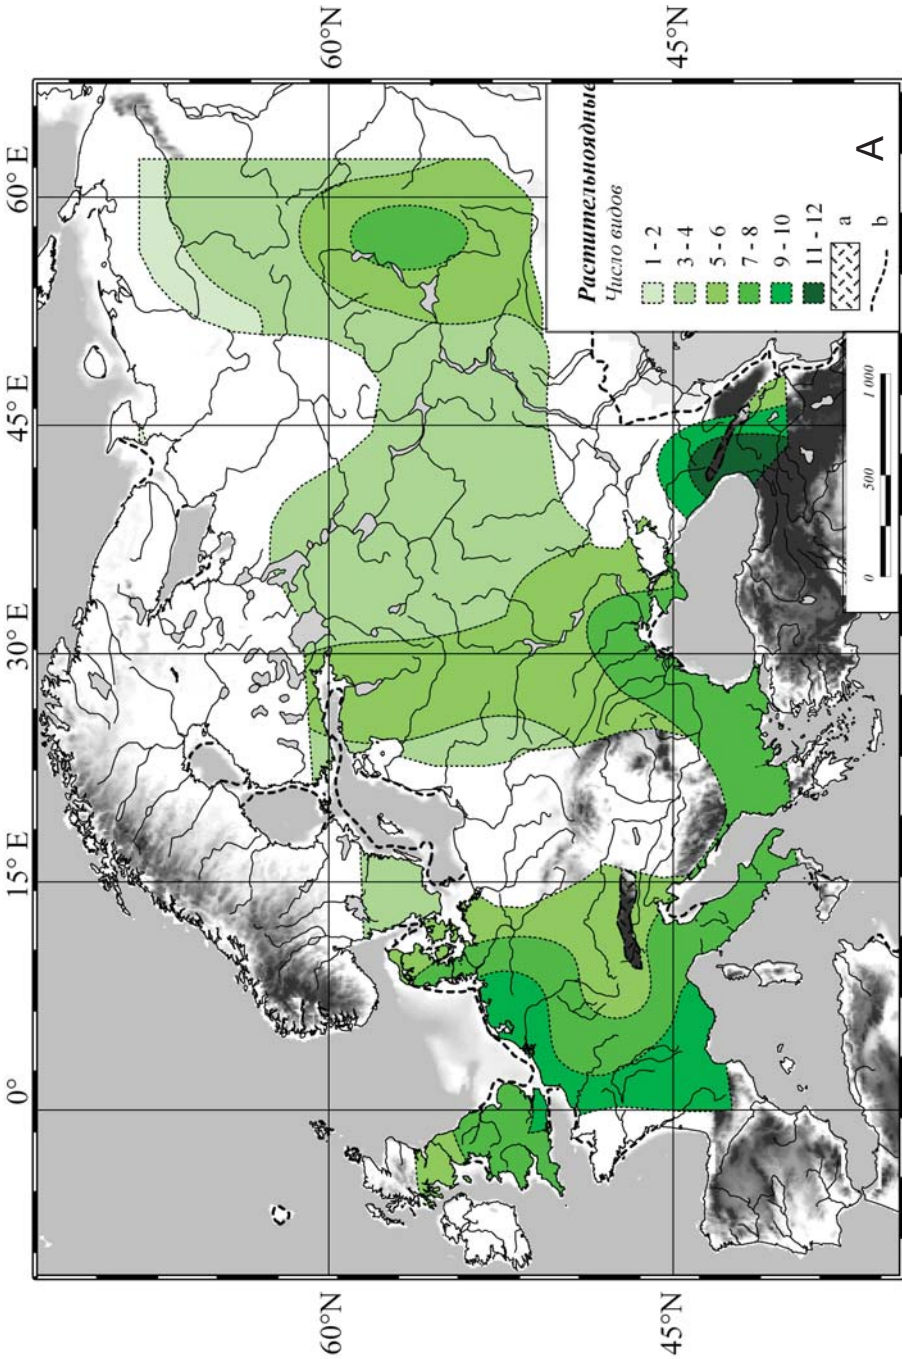 0°
15° E
30° E
45° E
60° E
60°N
45°N
60°N
45°N
Растительноядные
Число видов
1 - 2
3 - 4
5 - 6
7 - 8
9 - 10
11 - 12
a
b
A
0
500
1 000